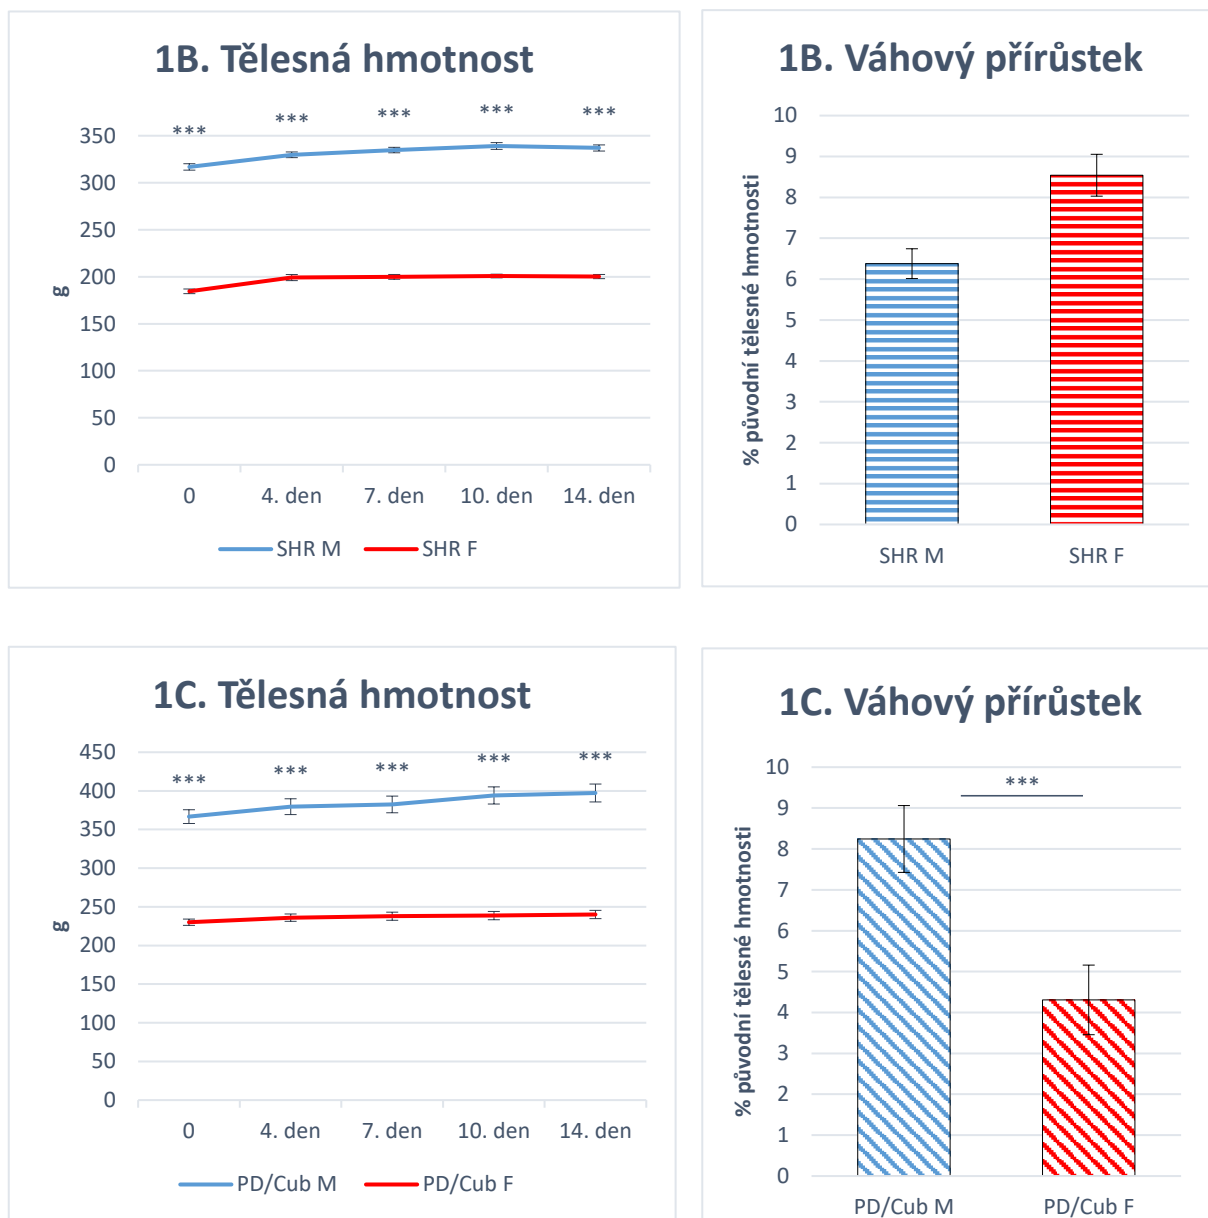 1B. Tělesná hmotnost
*** *** *** *** ***
350
300
250
200
150
100
50
0
g
0 4. den 7. den 10. den 14. den
SHR M SHR F
1B. Váhový přírůstek
10
9
8
7
6
5
4
3
2
1
0
% původní tělesné hmotnosti
SHR M SHR F
1C. Tělesná hmotnost
450
*** *** *** *** ***
400
350
300
250
200
150
100
50
0
g
0 4. den 7. den 10. den 14. den
PD/Cub M PD/Cub F
1C. Váhový přírůstek
10
***
9
8
7
6
5
4
3
2
1
0
% původní tělesné hmotnosti
PD/Cub M PD/Cub F